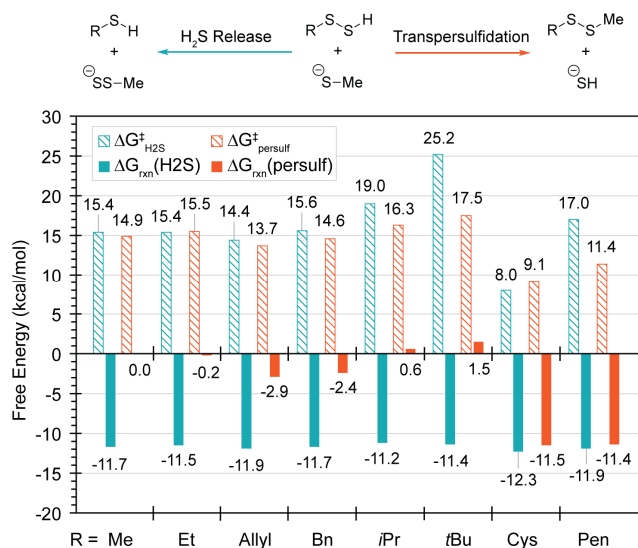 R S H
R S S H
R S S Me
+ H₂S Release + Transpersulfidation +
⊖SS–Me
⊖S–Me
⊖SH
Free Energy (kcal/mol)
30
25
20
15
10
5
0
-5
-10
-15
-20
ΔG‡H2S ΔG‡persulf
ΔGrxn(H2S) ΔGrxn(persulf)
15.4 14.9 15.4 15.5 14.4 13.7 15.6 14.6 19.0 16.3 25.2 17.5 8.0 9.1 17.0 11.4
0.0 -0.2 -2.9 -2.4 0.6 1.5 -11.5 -11.4
-11.7 -11.5 -11.9 -11.7 -11.2 -11.4 -12.3 -11.9
R = Me Et Allyl Bn iPr tBu Cys Pen